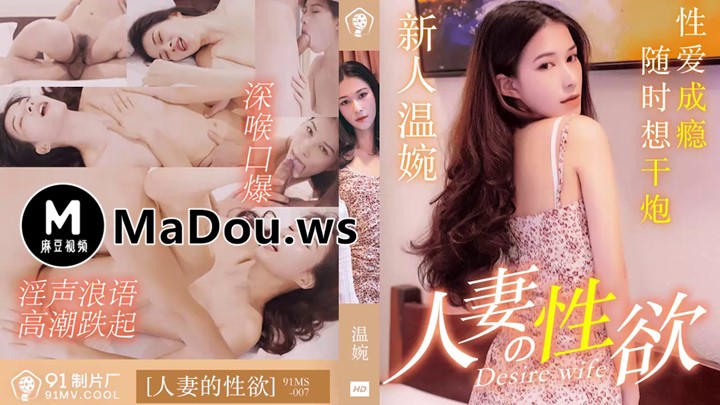 深喉口爆
M
麻豆视频
MaDou.ws
淫声浪语
高潮跌起
91制片厂
91MV.COOL
[人妻的性欲]
91MS
-007
温婉
HD
新人温婉
性爱成瘾
随时想干炮
人妻の性欲
Desire wife